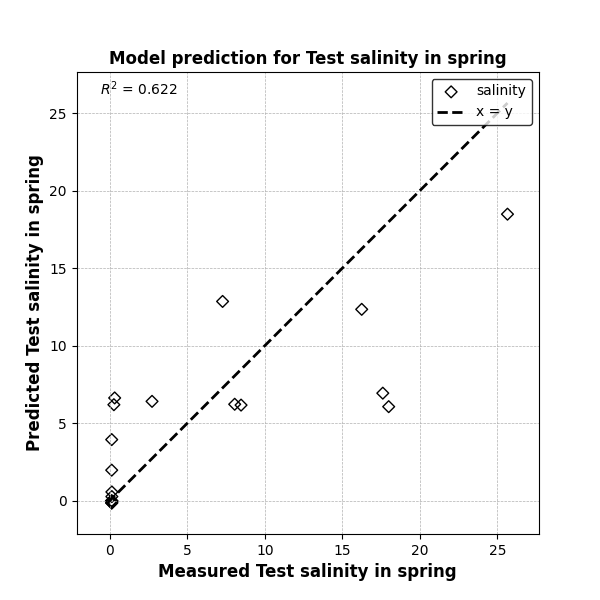 Model prediction for Test salinity in spring
R² = 0.622
salinity
x = y
25
20
15
10
5
0
Predicted Test salinity in spring
0 5 10 15 20 25
Measured Test salinity in spring